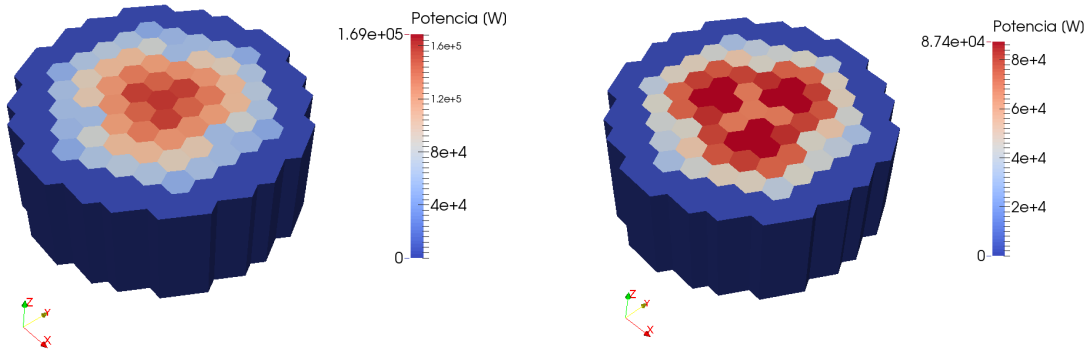 Potencia (W)
1.69e+05
1.6e+5
1.2e+5
8e+4
4e+4
0
Z
Y
X
Potencia (W)
8.74e+04
8e+4
6e+4
4e+4
2e+4
0
Z
Y
X